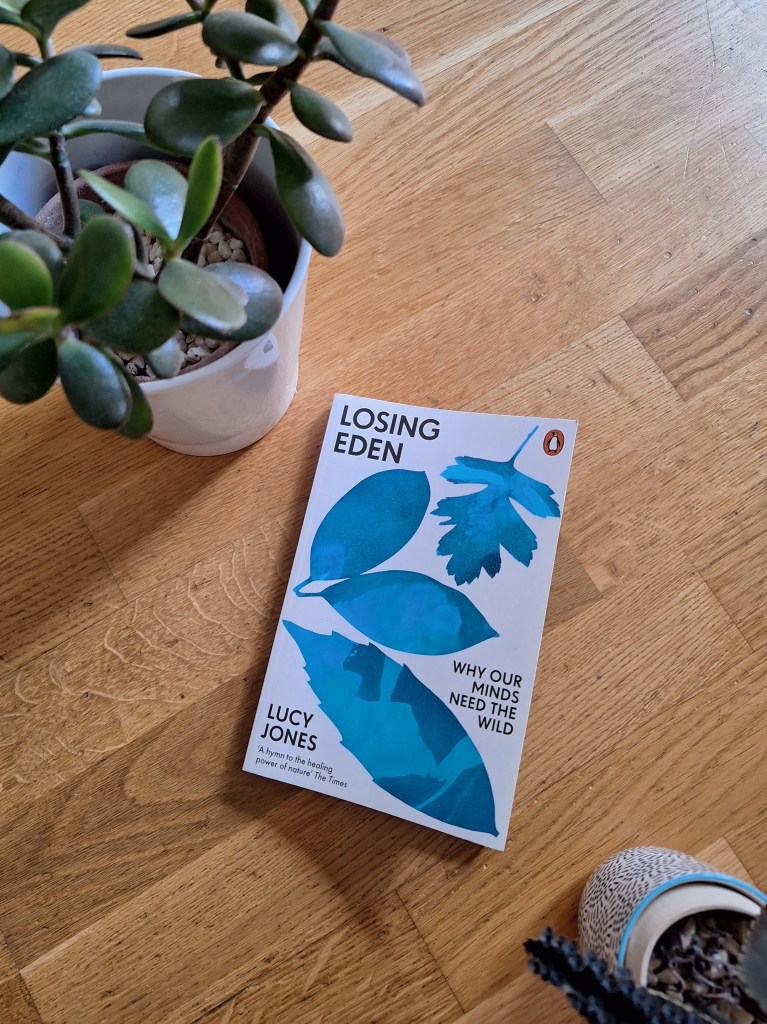 LOSING
EDEN
WHY OUR
MINDS
NEED THE
WILD
LUCY
JONES
'A hymn to the healing
power of nature' The Times